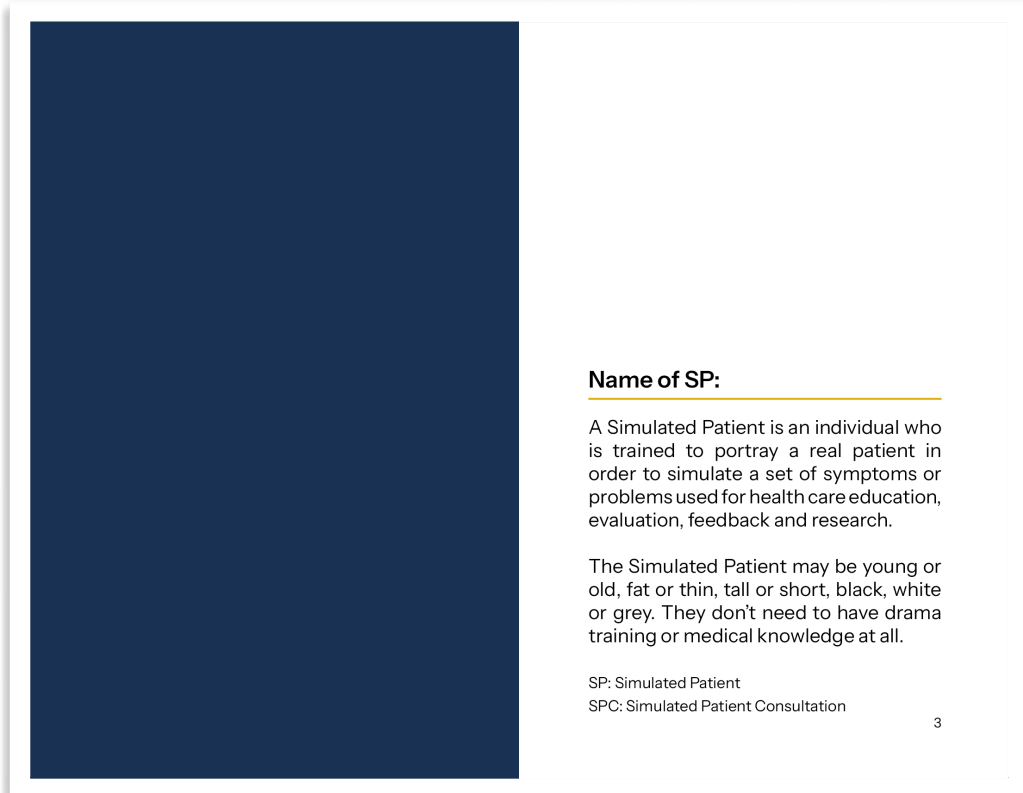 Name of SP:
A Simulated Patient is an individual who
is trained to portray a real patient in
order to simulate a set of symptoms or
problems used for health care education,
evaluation, feedback and research.
The Simulated Patient may be young or
old, fat or thin, tall or short, black, white
or grey. They don’t need to have drama
training or medical knowledge at all.
SP: Simulated Patient
SPC: Simulated Patient Consultation
3